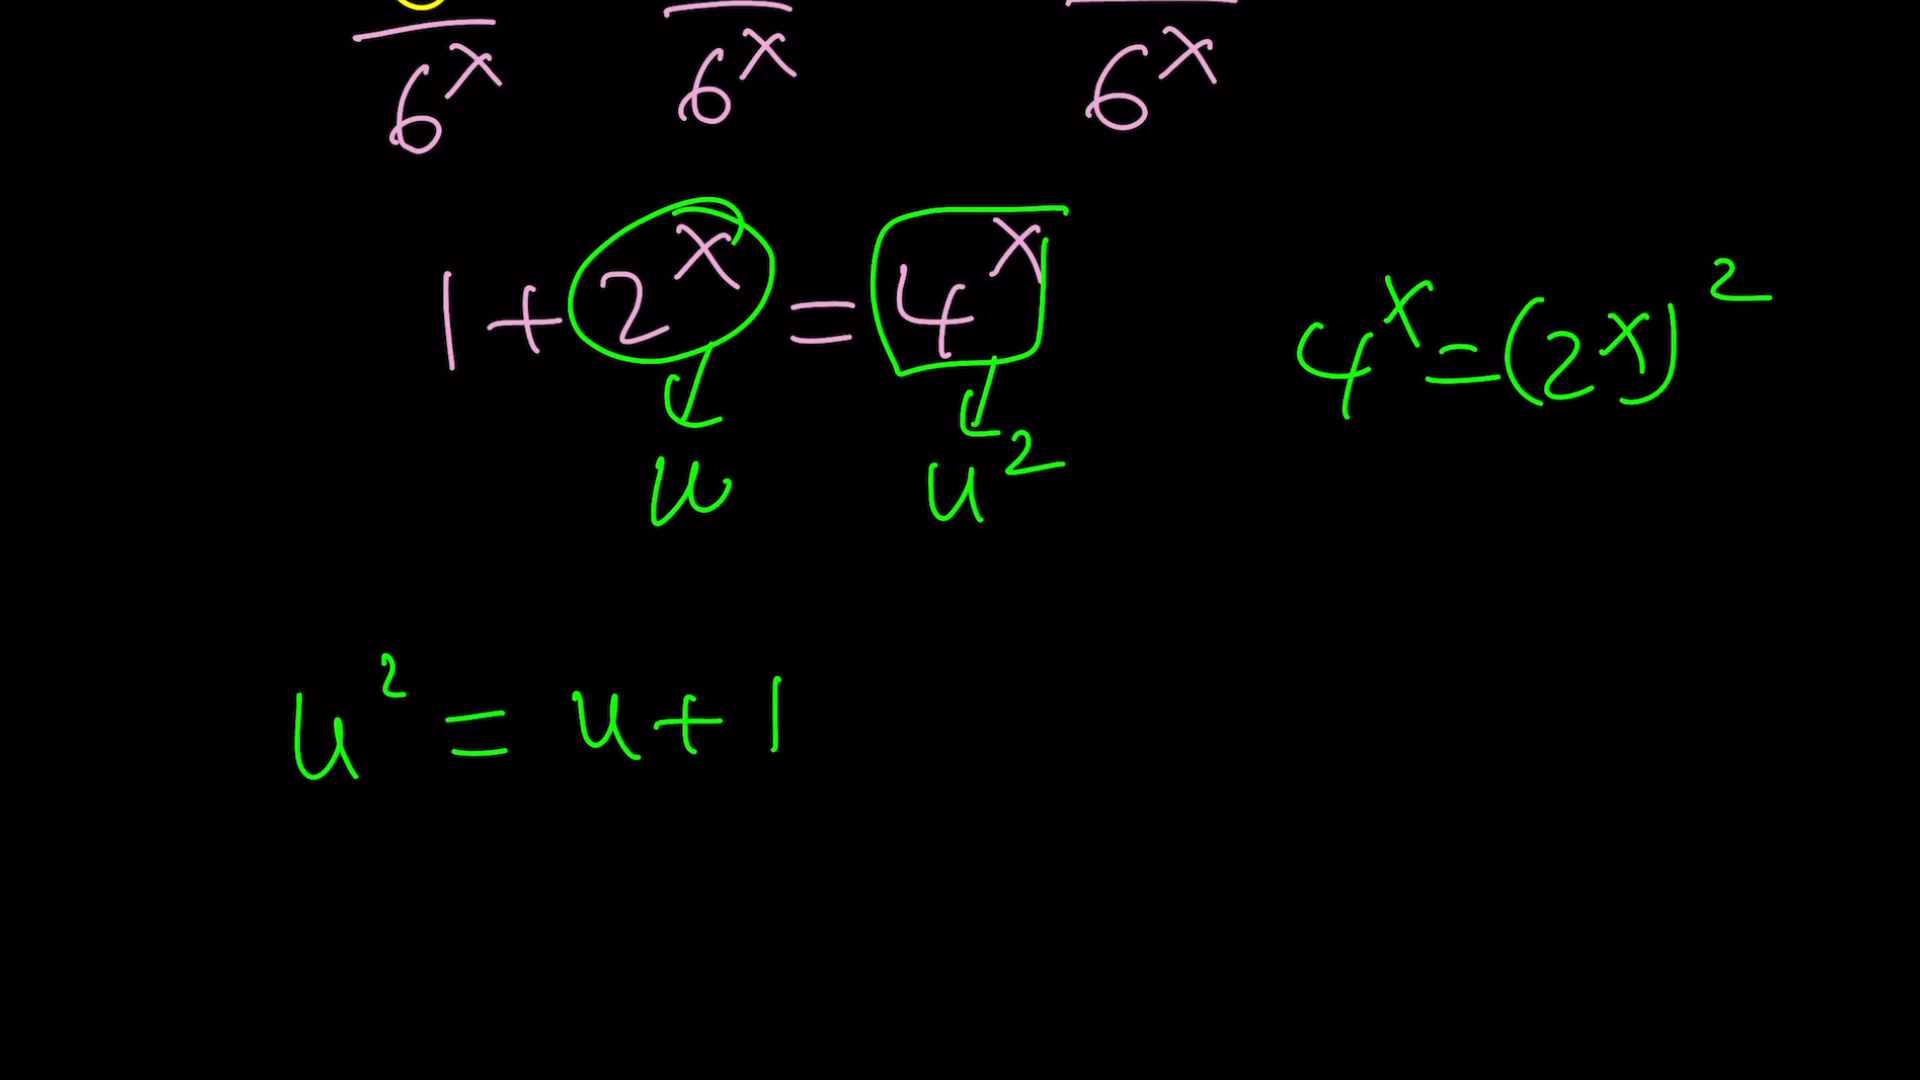 6^x 6^x 6^x
1 + 2^x = 4^x
4^x = (2^x)^2
u u^2
u^2 = u + 1